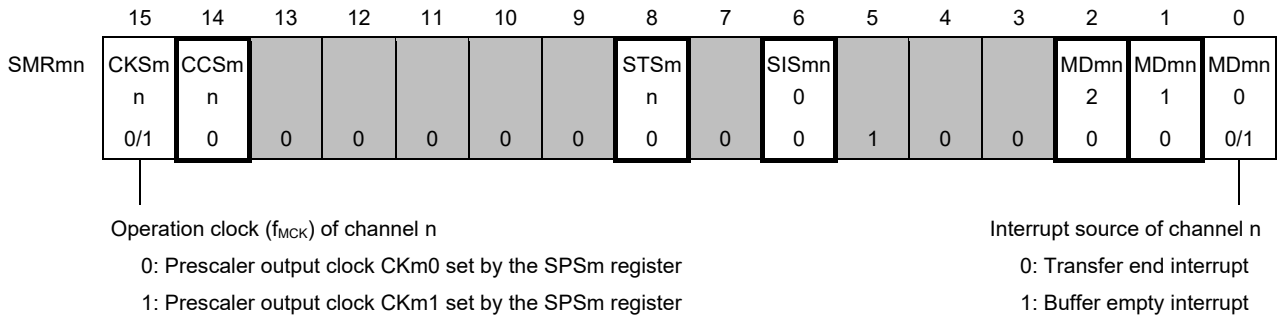 15 14 13 12 11 10 9 8 7 6 5 4 3 2 1 0
SMRmn CKSm CCSm STSm SISmn MDmn MDmn MDmn
n n n 0 2 1 0
0/1 0 0 0 0 0 0 0 0 0 1 0 0 0 0 0/1
Operation clock (fMCK) of channel n Interrupt source of channel n
0: Prescaler output clock CKm0 set by the SPSm register 0: Transfer end interrupt
1: Prescaler output clock CKm1 set by the SPSm register 1: Buffer empty interrupt